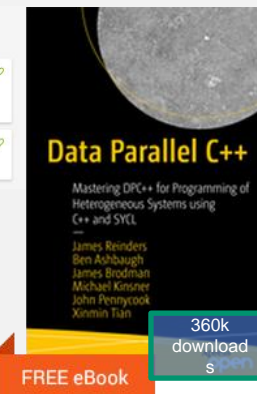 Data Parallel C++
Mastering DPC++ for Programming of
Heterogeneous Systems using
C++ and SYCL
—
James Reinders
Ben Ashbaugh
James Brodman
Michael Kinsner
John Pennycook
Xinmin Tian
360k
download
s
open
FREE eBook